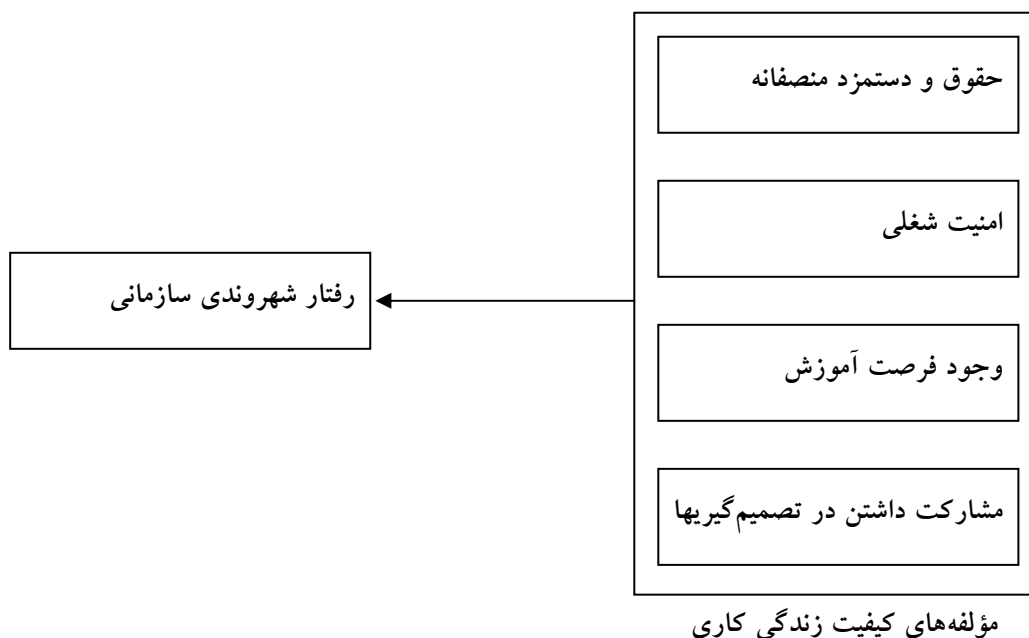 حقوق و دستمزد منصفانه
امنیت شغلی
وجود فرصت آموزش
مشارکت داشتن در تصمیم‌گیریها
مؤلفه‌های کیفیت زندگی کاری
رفتار شهروندی سازمانی